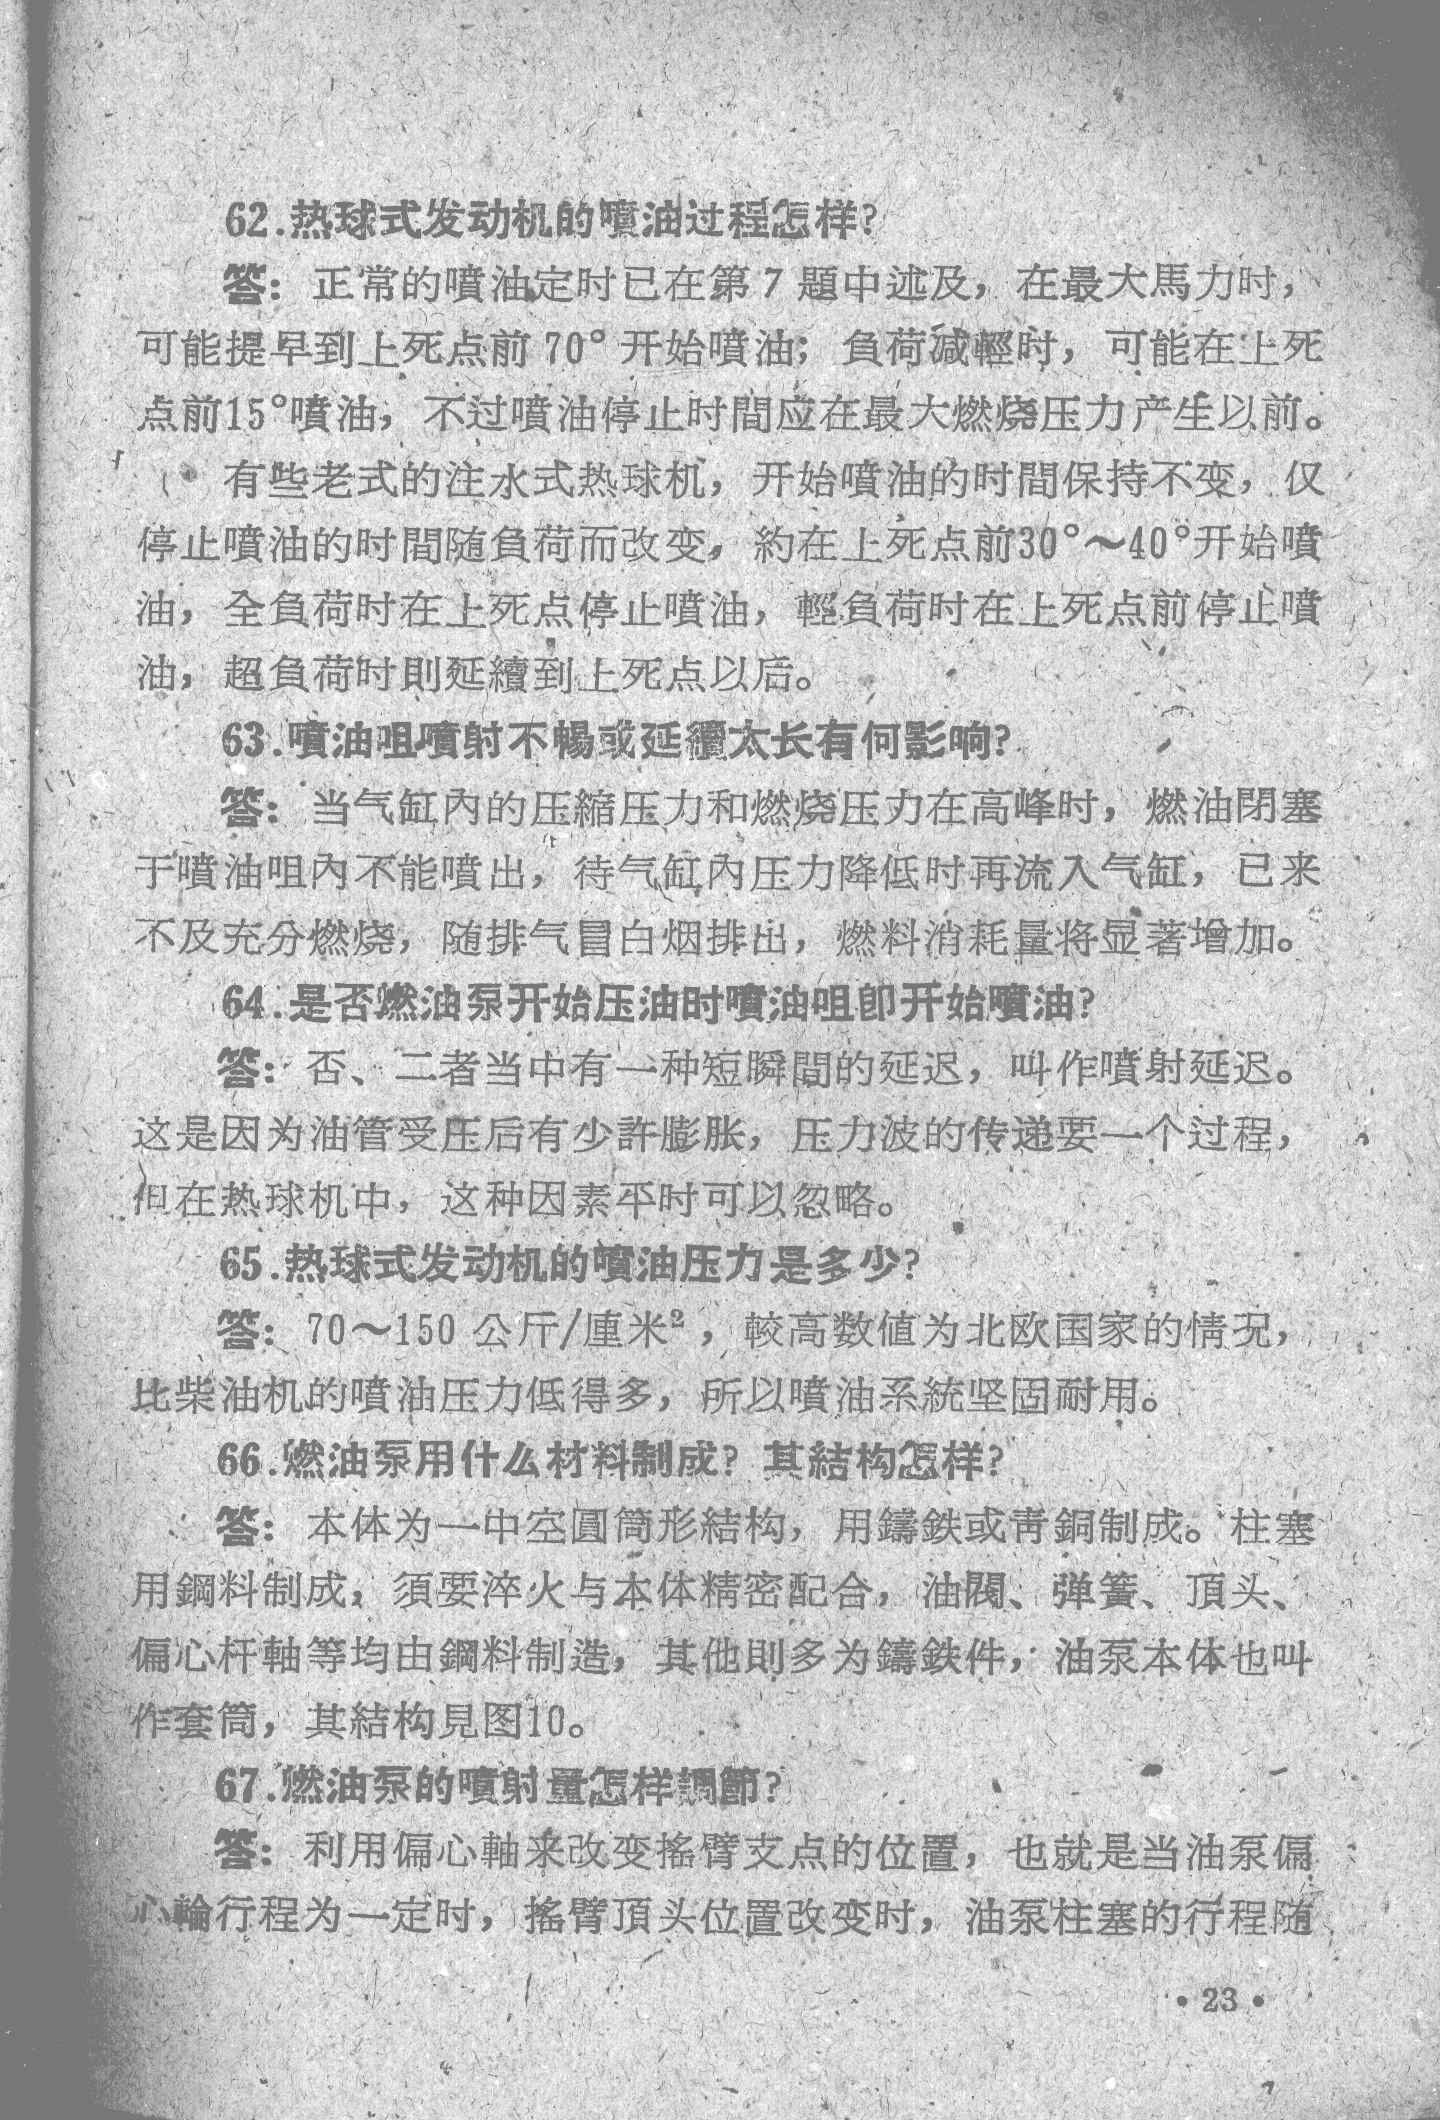 62.热球式发动机的噴油过程怎样?
答：正常的噴油定时已在第7題中述及，在最大馬力时，
可能提早到上死点前70°开始噴油；負荷减輕时，可能在上死
点前15°噴油，不过噴油停止时間应在最大燃烧压力产生以前。
有些老式的注水式热球机，开始噴油的时間保持不变，仅
停止噴油的时間随負荷而改变，約在上死点前30°～40°开始噴
油，全負荷时在上死点停止噴油，輕負荷时在上死点前停止噴
油，超負荷时則延續到上死点以后。
63.噴油咀噴射不暢或延續太长有何影响?
答：当气缸內的压縮压力和燃烧压力在高峰时，燃油閉塞
于噴油咀內不能噴出，待气缸內压力降低时再流入气缸，已来
不及充分燃烧，随排气冒白烟排出，燃料消耗量将显著增加。
64.是否燃油泵开始压油时噴油咀卽开始噴油?
答：否、二者当中有一种短瞬間的延迟，叫作噴射延迟。
这是因为油管受压后有少許膨胀，压力波的传递要一个过程，
但在热球机中，这种因素平时可以忽略。
65.热球式发动机的噴油压力是多少?
答：70～150公斤/厘米²，較高数値为北欧国家的情况，
比柴油机的噴油压力低得多，所以噴油系統坚固耐用。
66.燃油泵用什么材料制成？其結构怎样?
答：本体为一中空圓筒形結构，用鑄鉄或靑銅制成。柱塞
用鋼料制成，須要淬火与本体精密配合，油閥、弹簧、頂头、
偏心杆軸等均由鋼料制造，其他則多为鑄鉄件，油泵本体也叫
作套筒，其結构見图10。
67.燃油泵的噴射量怎样調節?
答：利用偏心軸来改变搖臂支点的位置，也就是当油泵偏
心輪行程为一定时，搖臂頂头位置改变时，油泵柱塞的行程随
• 23 •